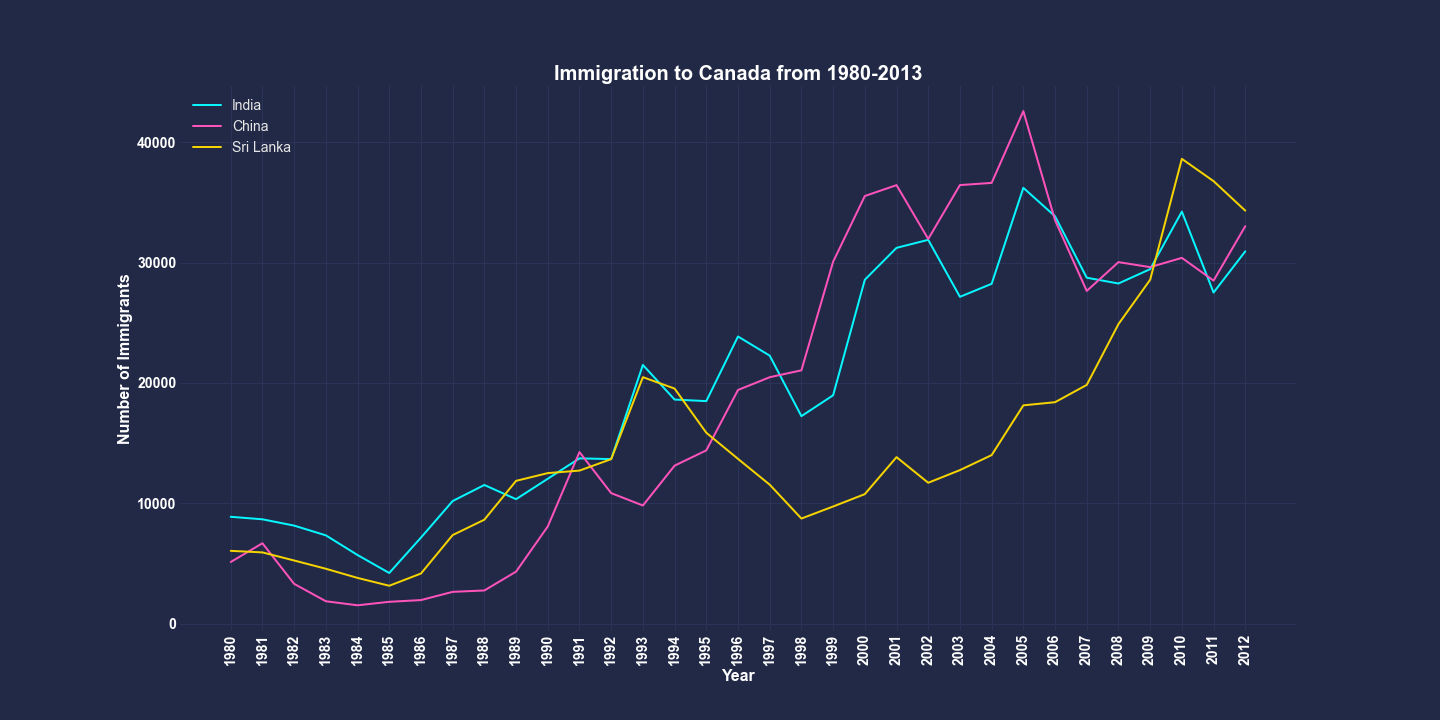 Immigration to Canada from 1980-2013
India
China
Sri Lanka
40000
30000
20000
10000
0
Number of Immigrants
1980 1981 1982 1983 1984 1985 1986 1987 1988 1989 1990 1991 1992 1993 1994 1995 1996 1997 1998 1999 2000 2001 2002 2003 2004 2005 2006 2007 2008 2009 2010 2011 2012
Year